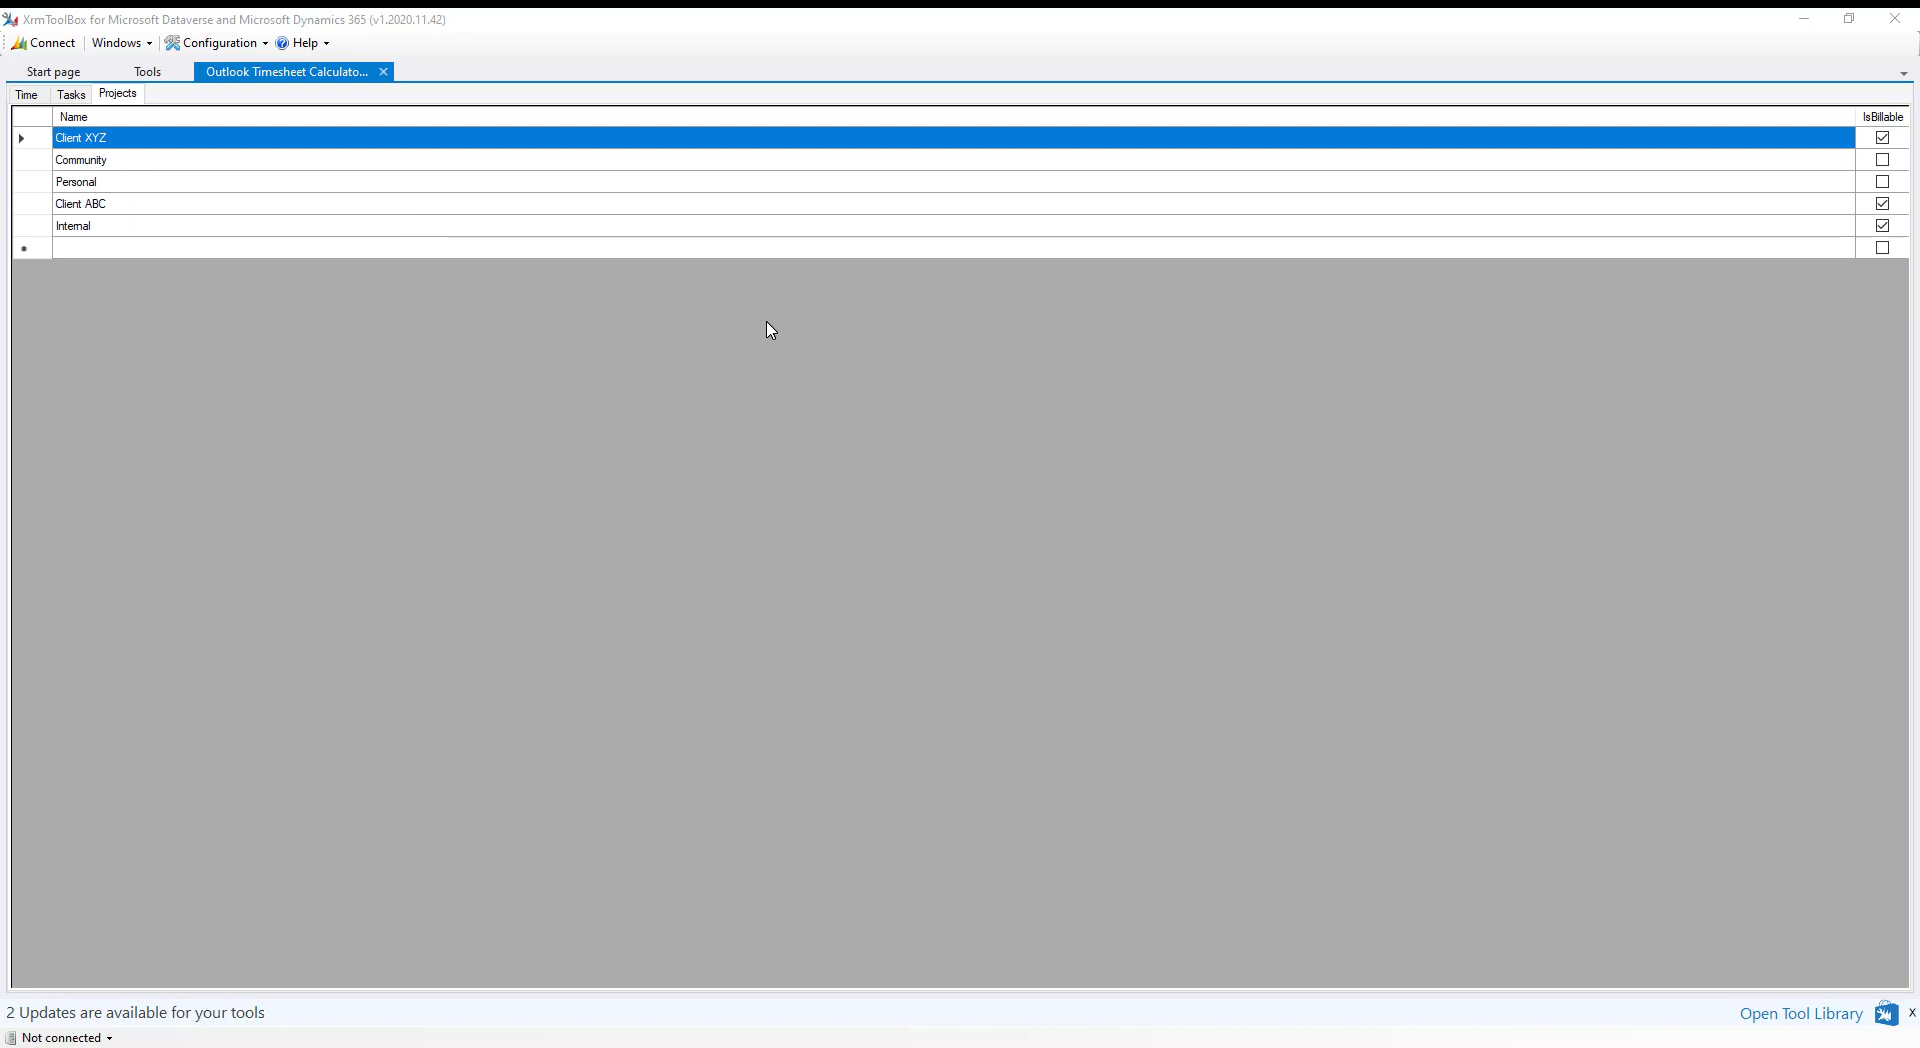 XrmToolBox for Microsoft Dataverse and Microsoft Dynamics 365 (v1.2020.11.42)
Connect Windows Configuration Help
Start page Tools Outlook Timesheet Calculato...
Time Tasks Projects
Name IsBillable
Client XYZ
Community
Personal
Client ABC
Internal
2 Updates are available for your tools Open Tool Library X
Not connected